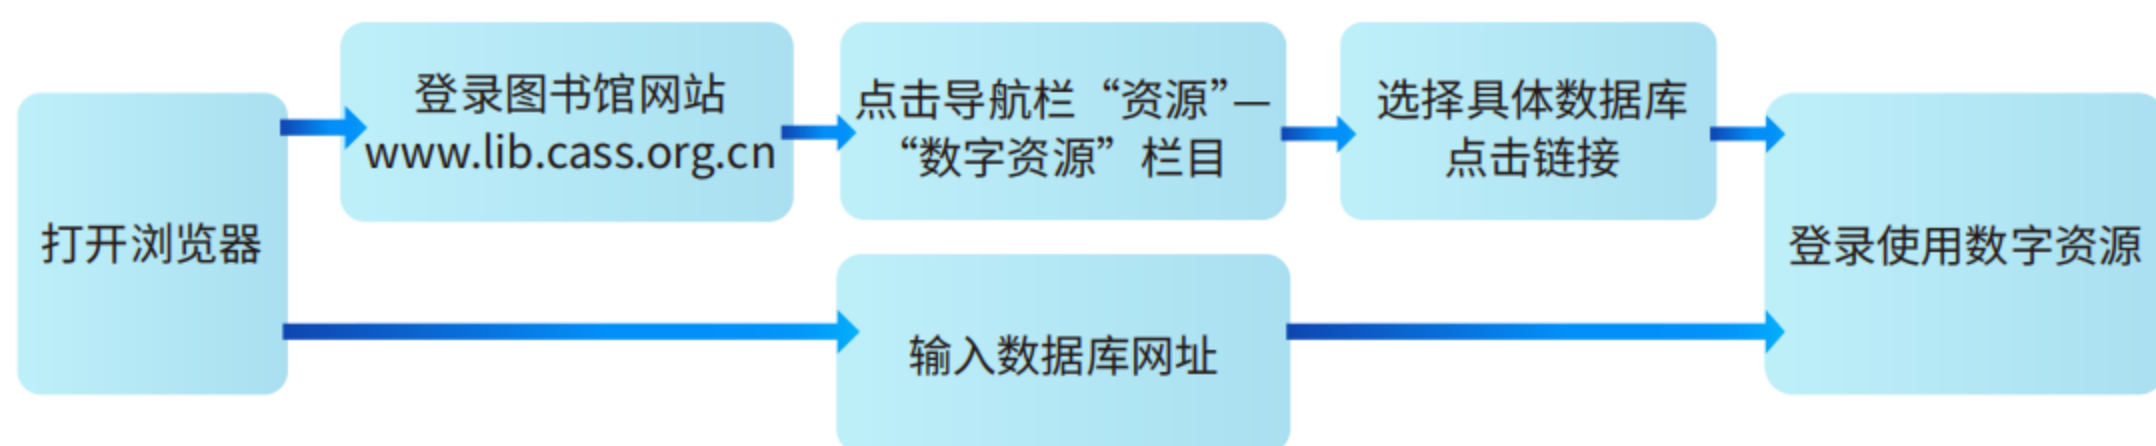 打开浏览器
登录图书馆网站
www.lib.cass.org.cn
点击导航栏“资源”—
“数字资源”栏目
选择具体数据库
点击链接
输入数据库网址
登录使用数字资源